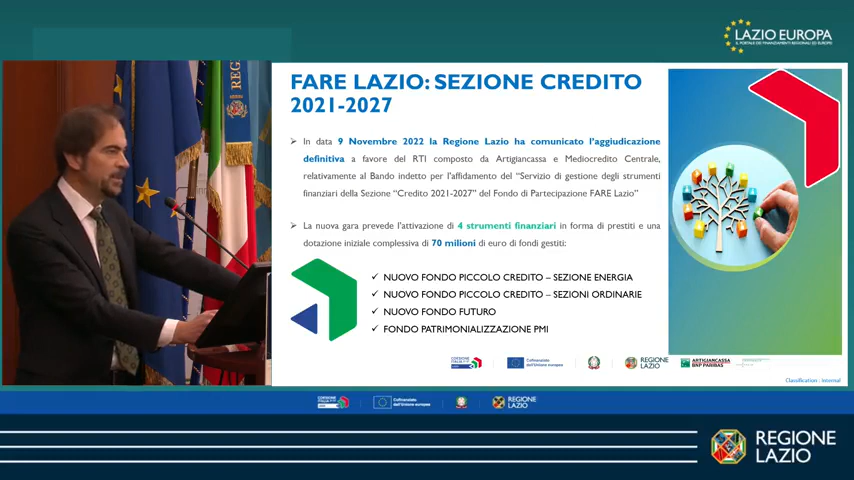 LAZIO EUROPA
IL PORTALE DEI FINANZIAMENTI REGIONALI ED EUROPEI
REG
FARE LAZIO: SEZIONE CREDITO
2021-2027
In data 9 Novembre 2022 la Regione Lazio ha comunicato l'aggiudicazione
definitiva a favore del RTI composto da Artigiancassa e Mediocredito Centrale,
relativamente al Bando indetto per l'affidamento del "Servizio di gestione degli strumenti
finanziari della Sezione "Credito 2021-2027" del Fondo di Partecipazione FARE Lazio"
La nuova gara prevede l'attivazione di 4 strumenti finanziari in forma di prestiti e una
dotazione iniziale complessiva di 70 milioni di euro di fondi gestiti:
✓ NUOVO FONDO PICCOLO CREDITO – SEZIONE ENERGIA
✓ NUOVO FONDO PICCOLO CREDITO – SEZIONI ORDINARIE
✓ NUOVO FONDO FUTURO
✓ FONDO PATRIMONIALIZZAZIONE PMI
Cofinanziato
dall'Unione europea
REGIONE
LAZIO
ARTIGIANCASSA
BNP PARIBAS
Classification : Internal
Cofinanziato
dall'Unione europea
REGIONE
LAZIO
REGIONE
LAZIO